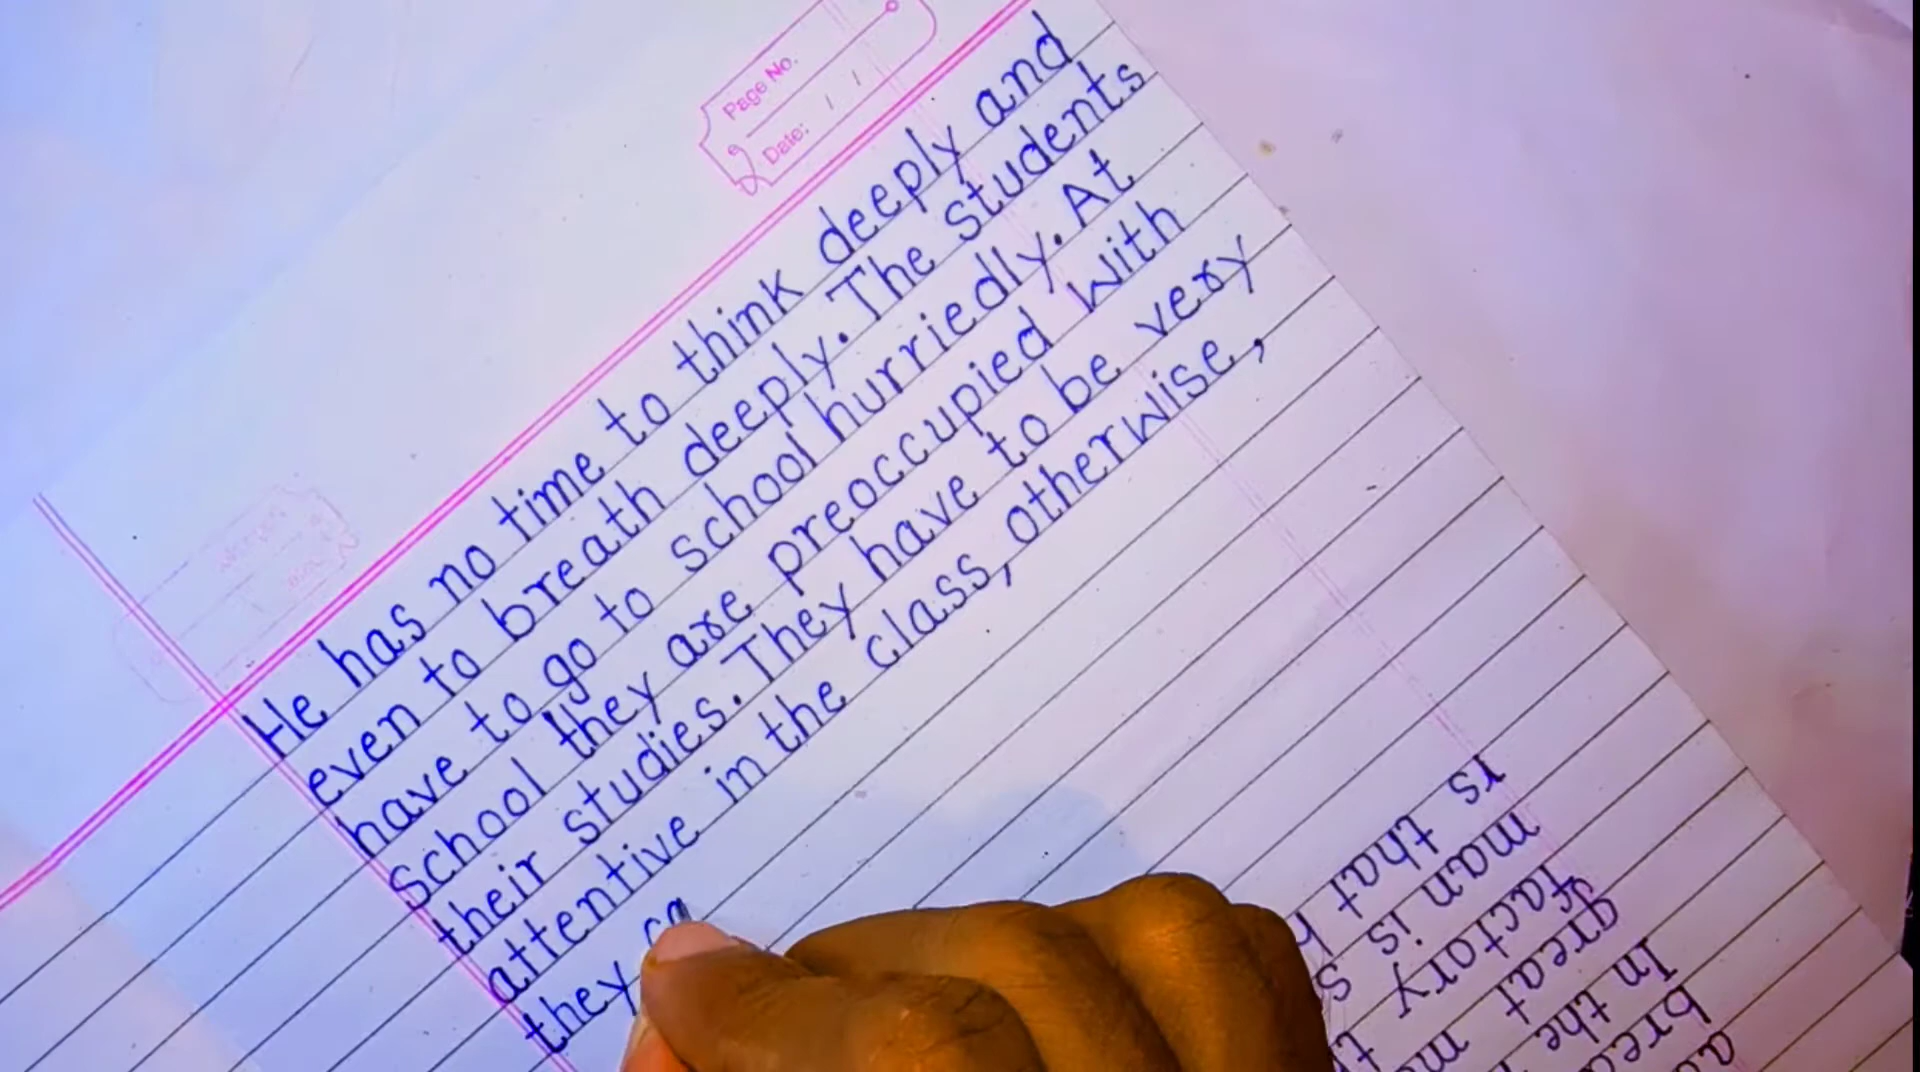 Page No.
Date: / /
He has no time to think deeply and
even to breath deeply. The students
have to go to school hurriedly. At
School they are preoccupied with
their studies. They have to be very
attentive in the class, otherwise,
they
rs that
man is
factory
great
In the